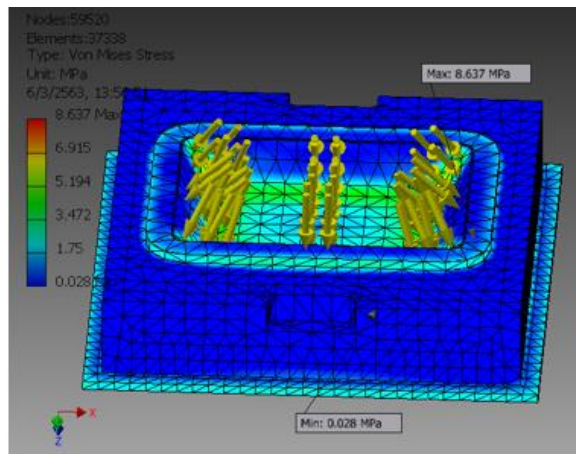 Nodes:59520
Elements:37338
Type: Von Mises Stress
Unit: MPa
6/3/2563, 13:5
Max: 8.637 MPa
8.637 Max
6.915
5.194
3.472
1.75
0.028
Min: 0.028 MPa
X
Z